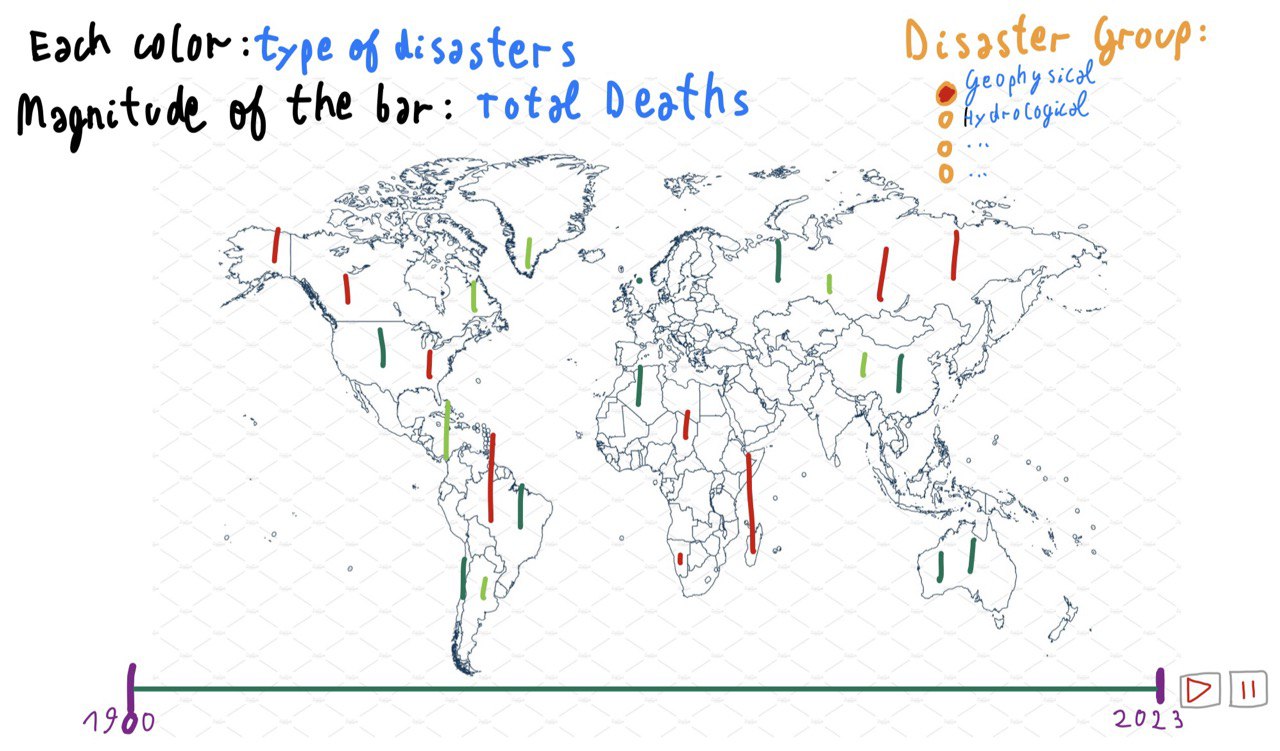 Each color: type of disasters
Magnitude of the bar: Total Deaths
Disaster Group:
Geophysical
Hydrological
...
...
1900
2023